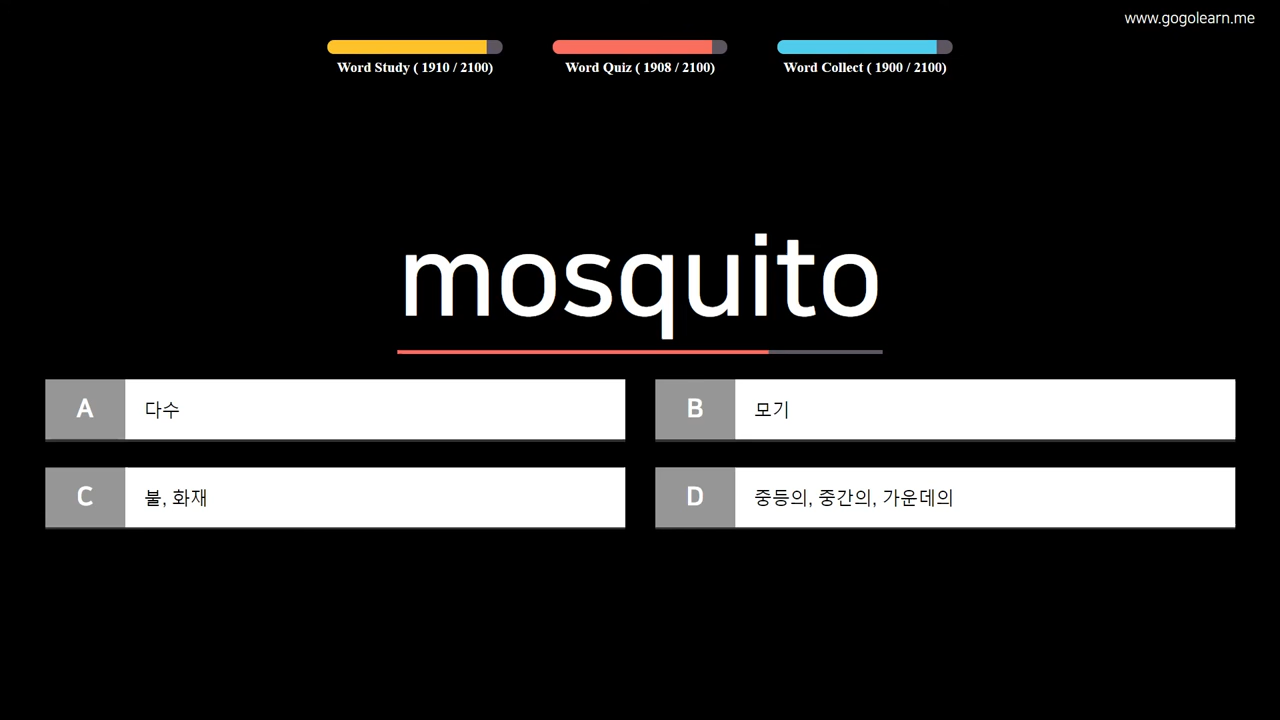 www.gogolearn.me
Word Study ( 1910 / 2100)
Word Quiz ( 1908 / 2100)
Word Collect ( 1900 / 2100)
mosquito
A 다수
B 모기
C 불, 화재
D 중등의, 중간의, 가운데의